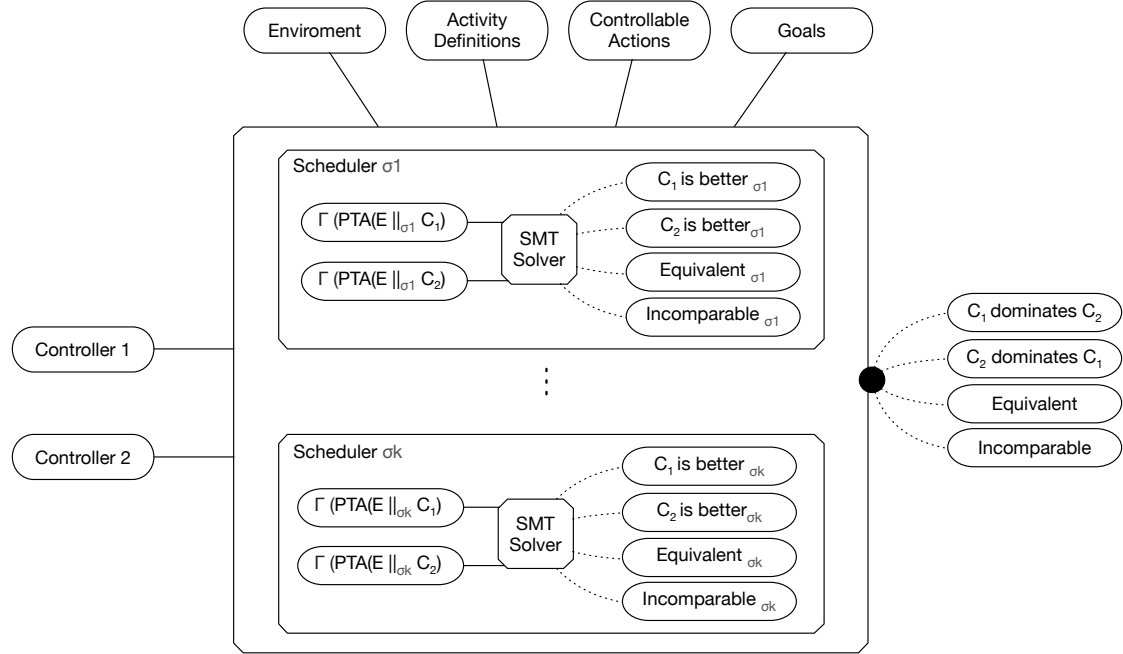 Enviroment
Activity
Definitions
Controllable
Actions
Goals
Scheduler σ1
Γ (PTA(E ||σ1 C1)
Γ (PTA(E ||σ1 C2)
SMT
Solver
C1 is better σ1
C2 is betterσ1
Equivalent σ1
Incomparable σ1
Controller 1
Controller 2
Scheduler σk
Γ (PTA(E ||σk C1)
Γ (PTA(E ||σk C2)
SMT
Solver
C1 is better σk
C2 is betterσk
Equivalent σk
Incomparable σk
C1 dominates C2
C2 dominates C1
Equivalent
Incomparable